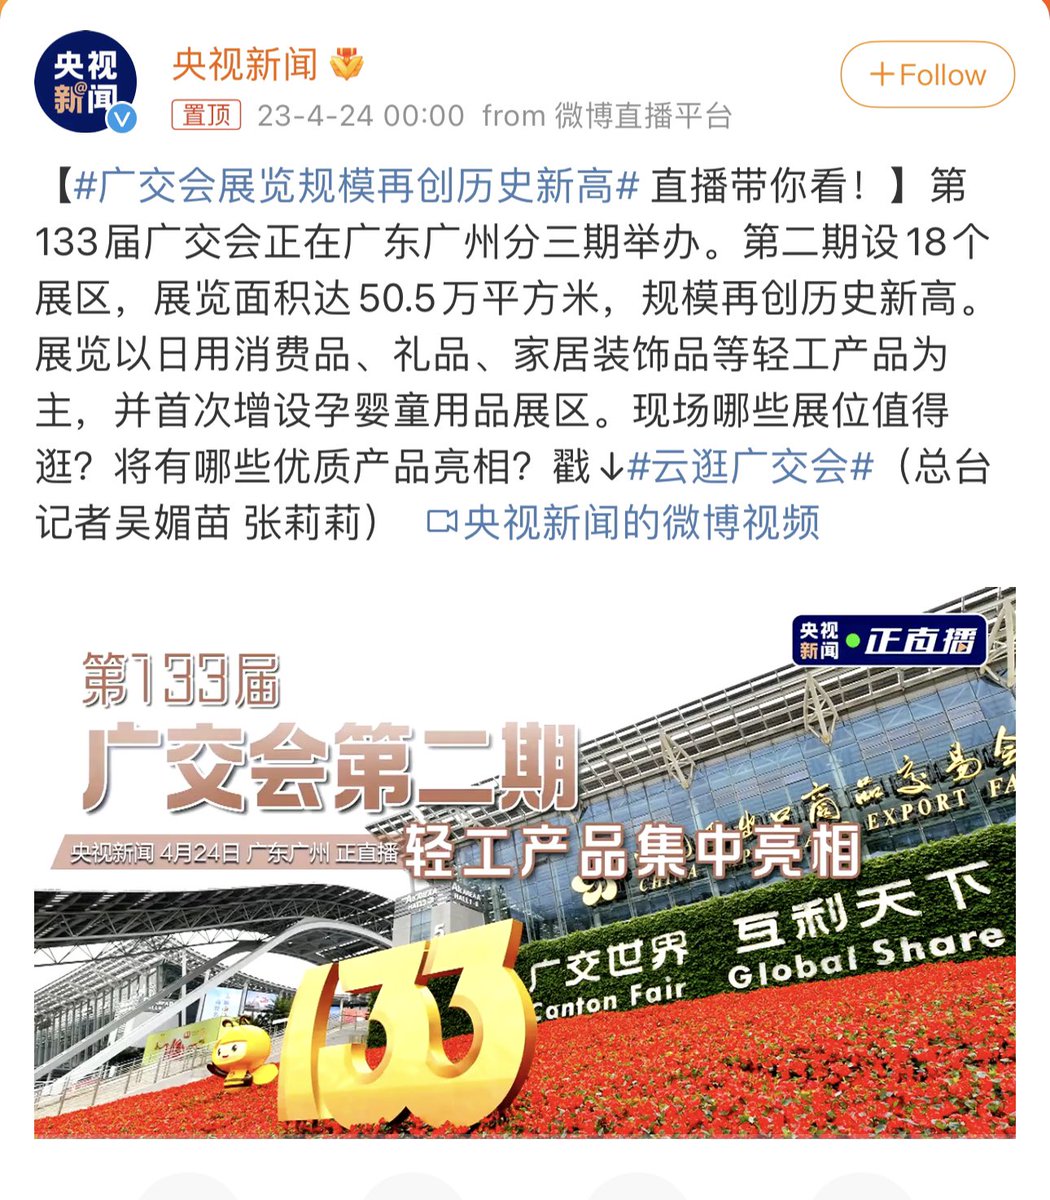 央视
新@闻
央视新闻
+Follow
置顶 23-4-24 00:00 from 微博直播平台
【#广交会展览规模再创历史新高# 直播带你看！】第
133届广交会正在广东广州分三期举办。第二期设18个
展区，展览面积达50.5万平方米，规模再创历史新高。
展览以日用消费品、礼品、家居装饰品等轻工产品为
主，并首次增设孕婴童用品展区。现场哪些展位值得
逛？将有哪些优质产品亮相？戳↓#云逛广交会#（总台
记者吴媚苗 张莉莉） 央视新闻的微博视频
央视
新闻
正直播
第133届
广交会第二期
央视新闻 4月24日 广东广州 正直播
轻工产品集中亮相
商品交易会
CHINA
EXPORT FA
广交世界 互利天下
Canton Fair Global Share
133